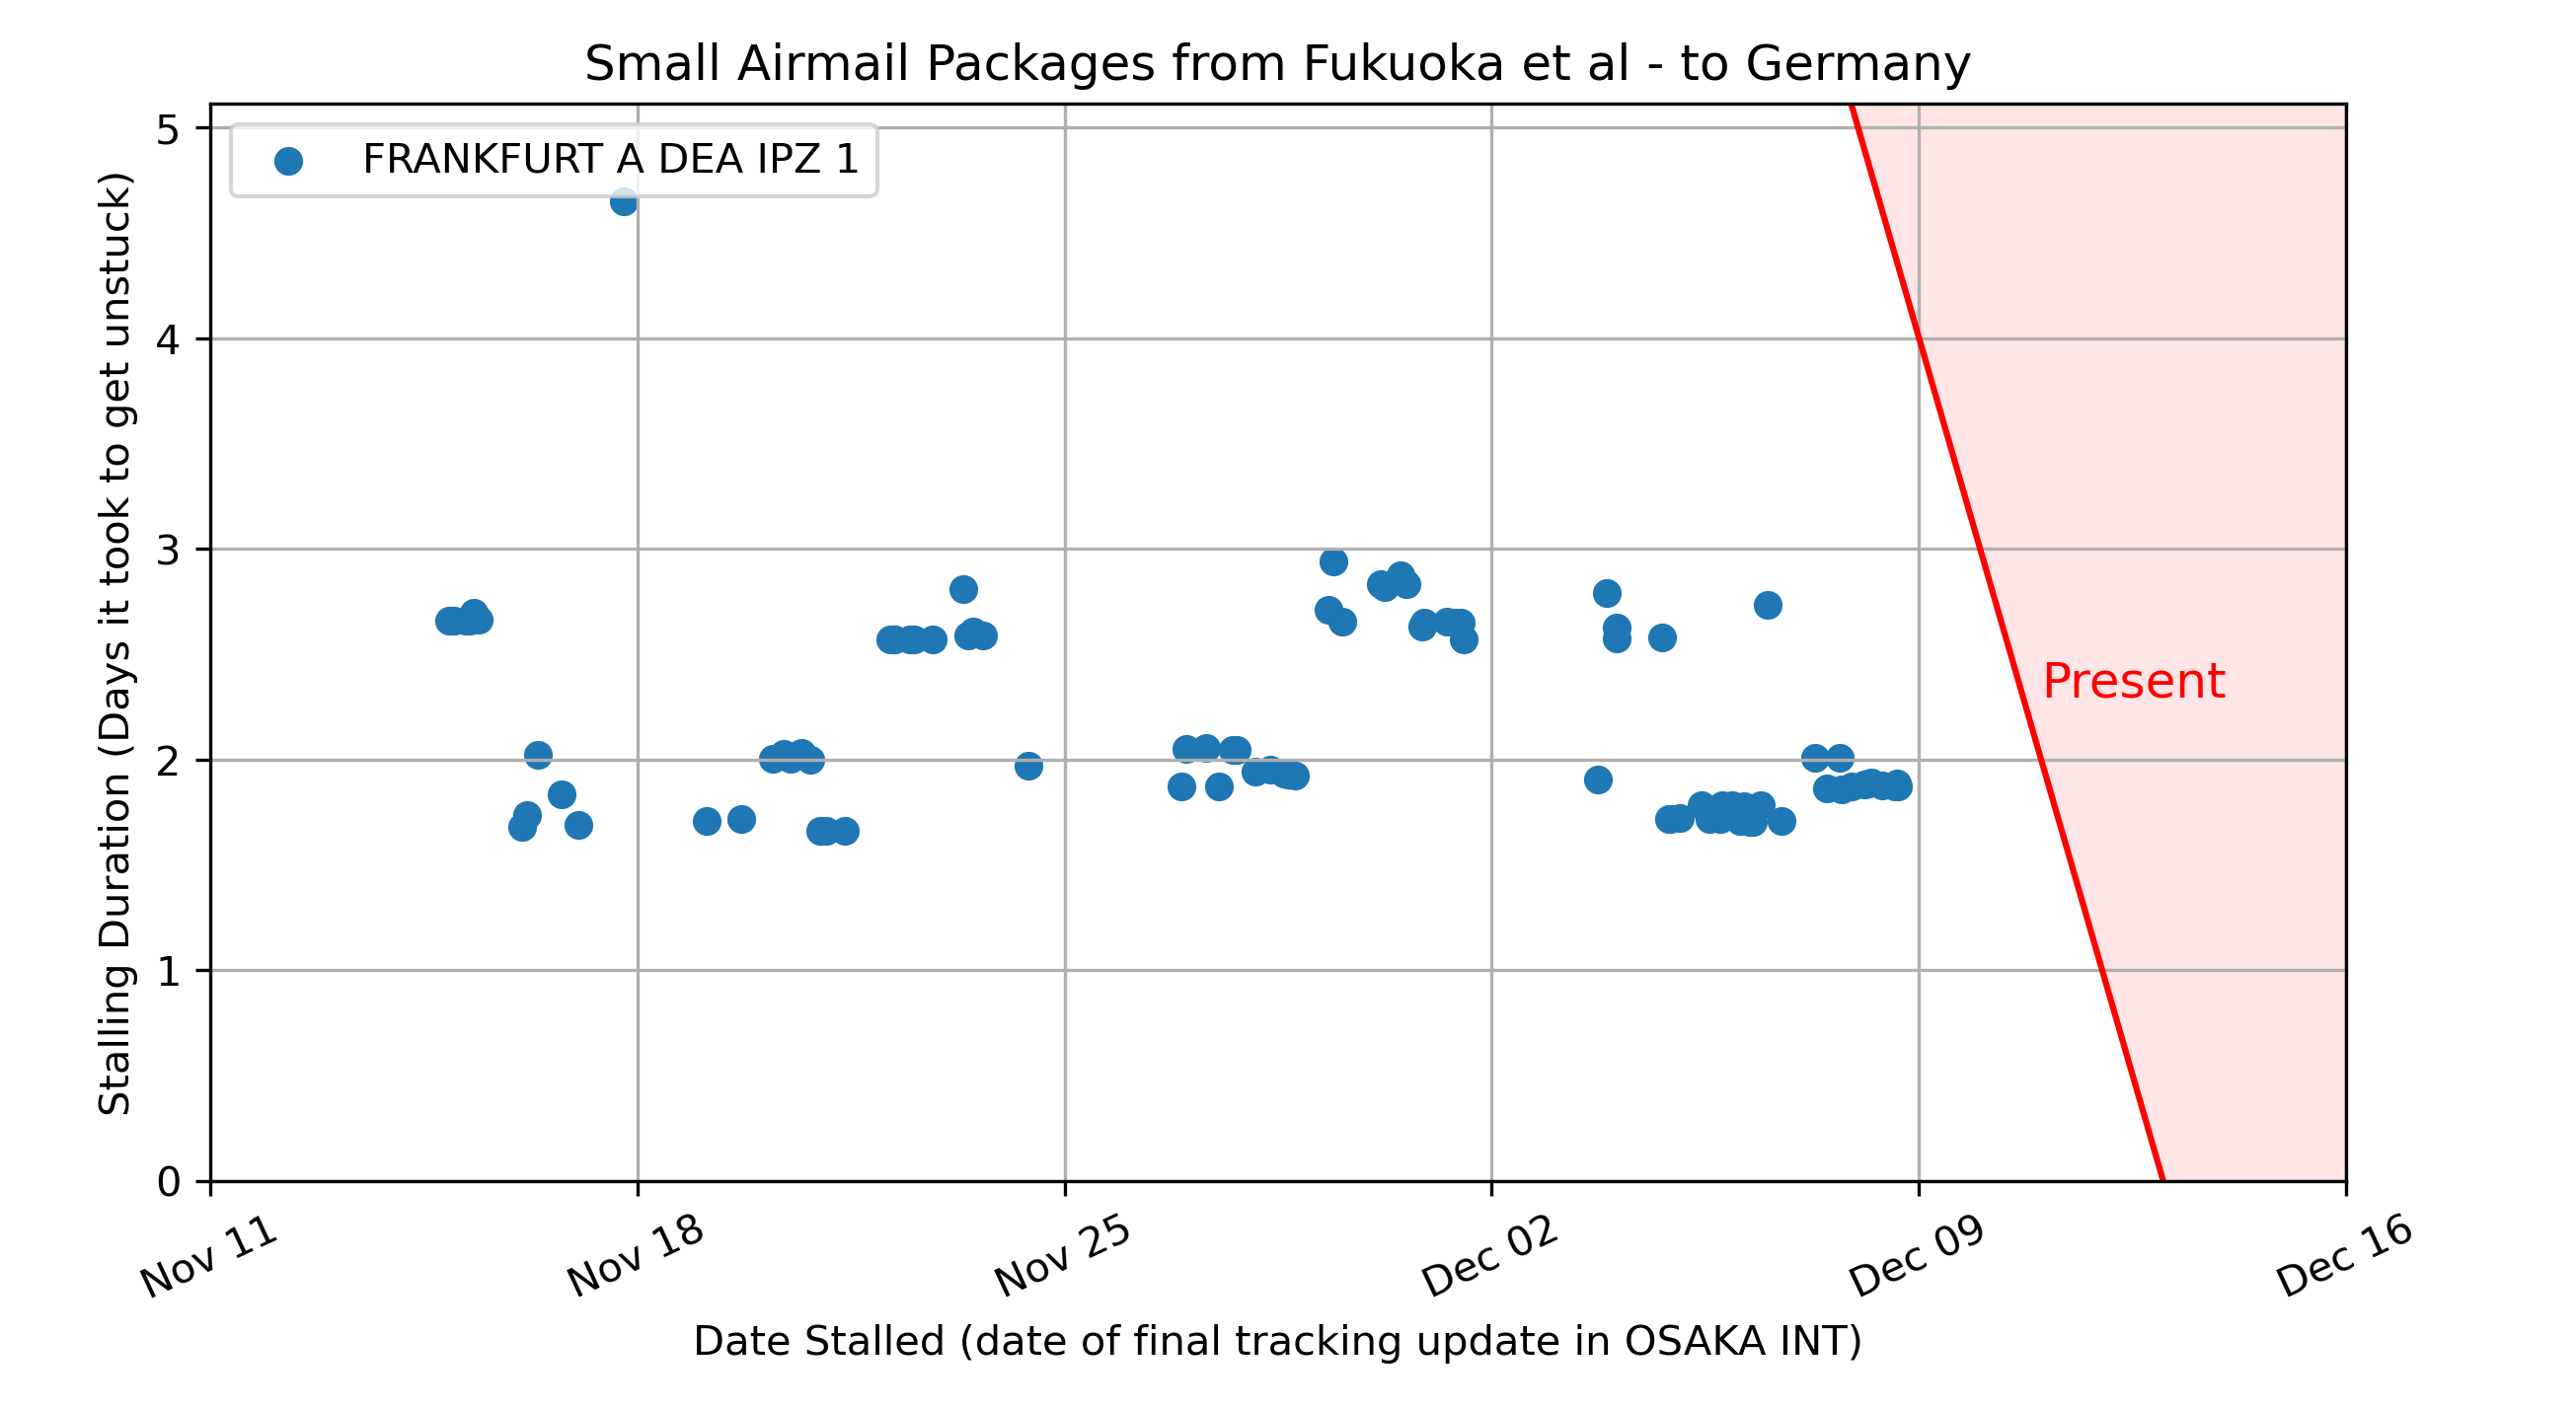 Small Airmail Packages from Fukuoka et al - to Germany
FRANKFURT A DEA IPZ 1
Stalling Duration (Days it took to get unstuck)
5
4
3
2
1
0
Present
Nov 11
Nov 18
Nov 25
Dec 02
Dec 09
Dec 16
Date Stalled (date of final tracking update in OSAKA INT)